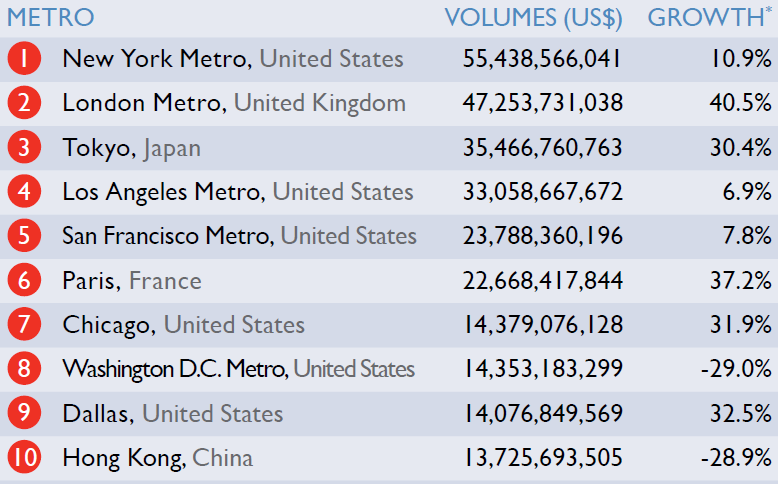 METRO VOLUMES (US$) GROWTH*
1 New York Metro, United States 55,438,566,041 10.9%
2 London Metro, United Kingdom 47,253,731,038 40.5%
3 Tokyo, Japan 35,466,760,763 30.4%
4 Los Angeles Metro, United States 33,058,667,672 6.9%
5 San Francisco Metro, United States 23,788,360,196 7.8%
6 Paris, France 22,668,417,844 37.2%
7 Chicago, United States 14,379,076,128 31.9%
8 Washington D.C. Metro, United States 14,353,183,299 -29.0%
9 Dallas, United States 14,076,849,569 32.5%
10 Hong Kong, China 13,725,693,505 -28.9%